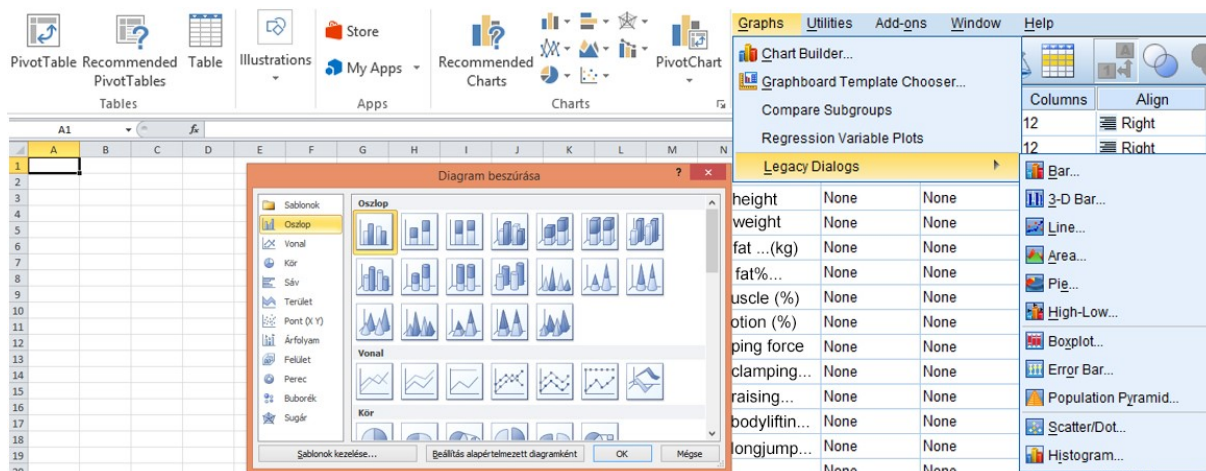 PivotTable
Recommended
PivotTables
Table
Tables
Illustrations
Store
My Apps
Apps
Recommended
Charts
PivotChart
Charts
A1
fx
A B C D E F G H I J K L M N
1
2
3
4
5
6
7
8
9
10
11
12
13
14
15
16
17
18
19
Diagram beszúrása
? ×
Sablonok
Oszlop
Vonal
Kör
Sáv
Terület
Pont (X Y)
Árfolyam
Felület
Perec
Buborék
Sugár
Oszlop
Vonal
Kör
Sablonok kezelése...
Beállítás alapértelmezett diagramként
OK
Mégse
Graphs Utilities Add-ons Window Help
Chart Builder...
Graphboard Template Chooser...
Compare Subgroups
Regression Variable Plots
Legacy Dialogs
Columns Align
12 Right
12 Right
Bar...
3-D Bar...
Line...
Area...
Pie...
High-Low...
Boxplot...
Error Bar...
Population Pyramid...
Scatter/Dot...
Histogram...
height None None
weight None None
fat ...(kg) None None
fat%... None None
uscle (%) None None
otion (%) None None
ping force None None
clamping... None None
raising... None None
bodyliftin... None None
longjump... None None
None None